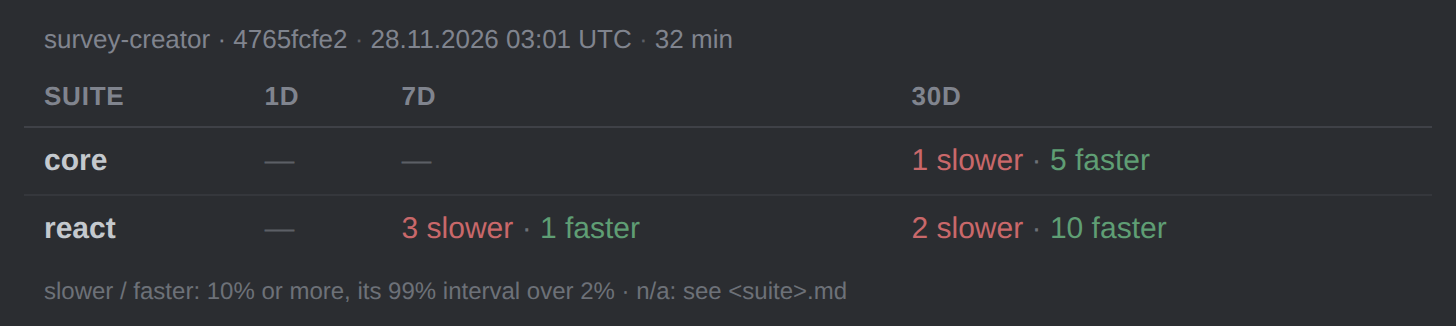 survey-creator · 4765fcfe2 · 28.11.2026 03:01 UTC · 32 min
SUITE 1D 7D 30D
core — — 1 slower · 5 faster
react — 3 slower · 1 faster 2 slower · 10 faster
slower / faster: 10% or more, its 99% interval over 2% · n/a: see <suite>.md